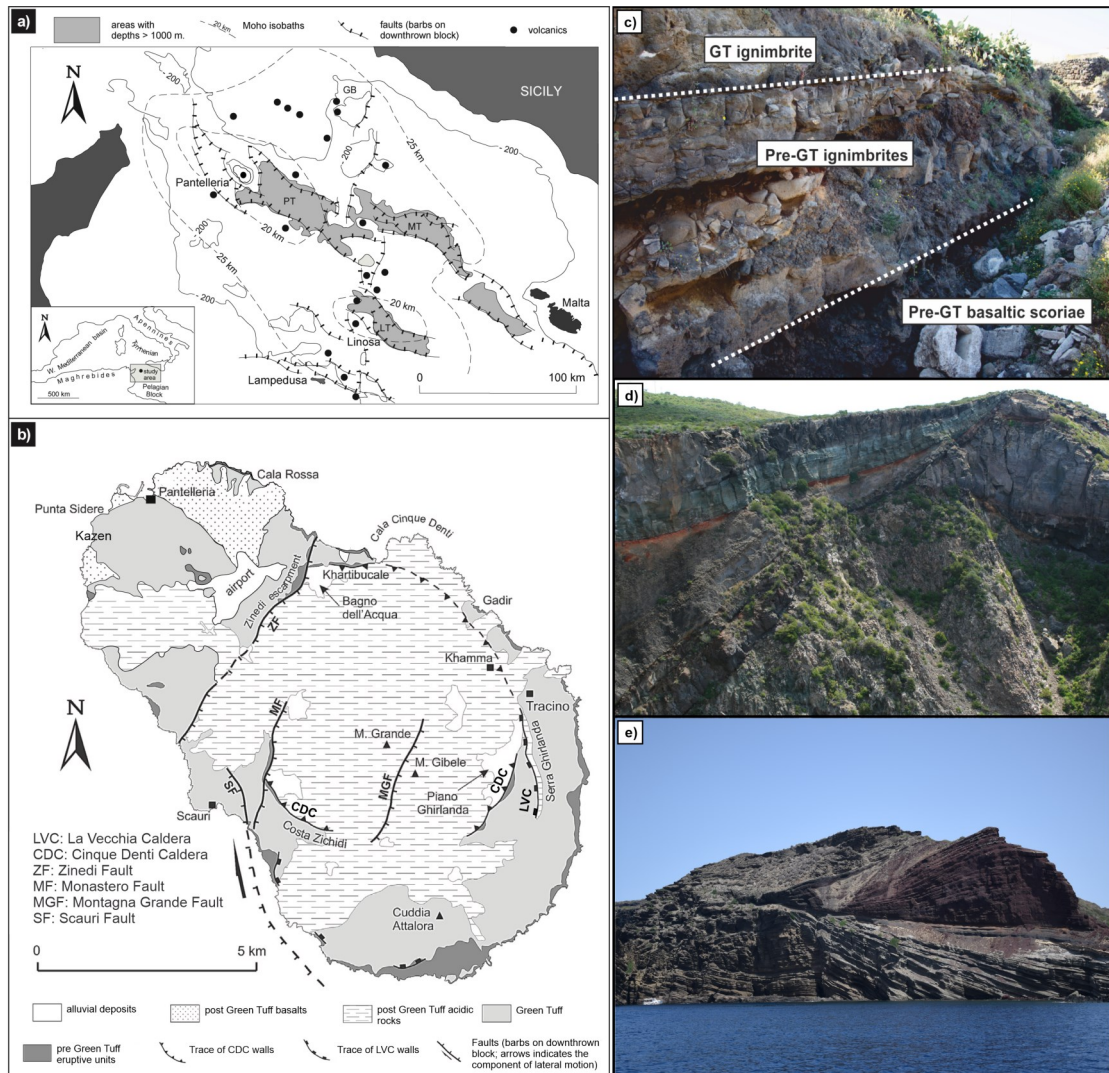 a)
areas with
depths > 1000 m.
20 km
Moho isobaths
faults (barbs on
downthrown block)
volcanics
N
SICILY
200
GB
200
25 km
200
Pantelleria
PT
MT
20 km
200
25 km
20 km
200
LT
Linosa
Malta
Lampedusa
0
100 km
N
W. Mediterranean basin
Apennines
Tyrrhenian
Maghrebides
study
area
Pelagian
Block
500 km
b)
Cala Rossa
Pantelleria
Punta Sidere
Kazen
Cala Cinque Denti
airport
Zinedi escarpment
ZF
Khartibucale
Bagno
dell'Acqua
Gadir
Khamma
Tracino
N
MF
M. Grande
M. Gibele
MGF
Piano
Ghirlanda
CDC
LVC
Serra Ghirlanda
SF
Scauri
CDC
Costa Zichidi
LVC: La Vecchia Caldera
CDC: Cinque Denti Caldera
ZF: Zinedi Fault
MF: Monastero Fault
MGF: Montagna Grande Fault
SF: Scauri Fault
Cuddia
Attalora
0
5 km
alluvial deposits
post Green Tuff basalts
post Green Tuff acidic
rocks
Green Tuff
pre Green Tuff
eruptive units
Trace of CDC walls
Trace of LVC walls
Faults (barbs on downthrown
block; arrows indicates the
component of lateral motion)
c)
GT ignimbrite
Pre-GT ignimbrites
Pre-GT basaltic scoriae
d)
e)